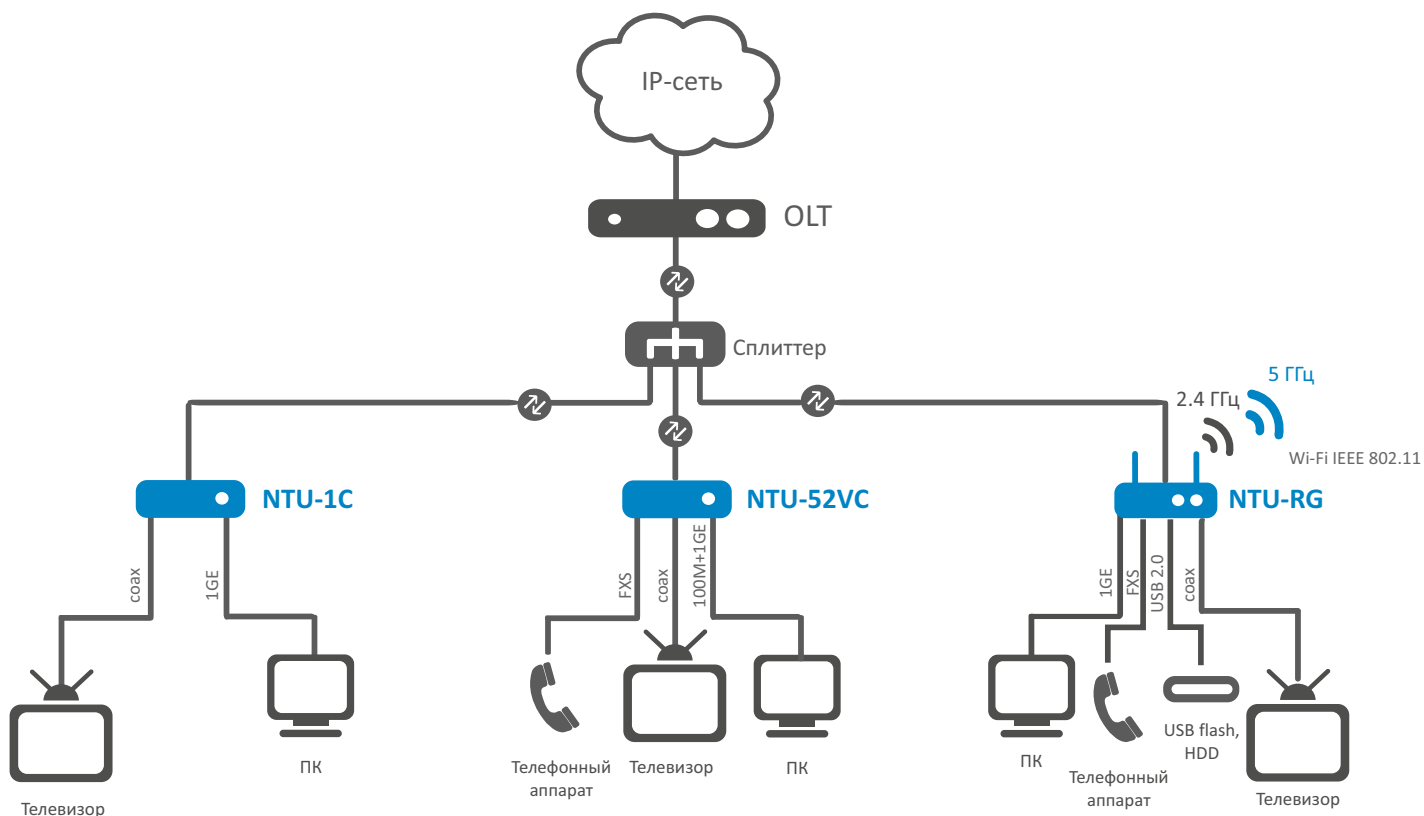 IP-сеть
OLT
Сплиттер
5 ГГц
2.4 ГГц
Wi-Fi IEEE 802.11
NTU-1C
NTU-52VC
NTU-RG
coax
1GE
FXS
coax
100M+1GE
1GE
FXS
USB 2.0
coax
Телевизор
ПК
Телефонный
аппарат
Телевизор
ПК
ПК
Телефонный
аппарат
USB flash,
HDD
Телевизор